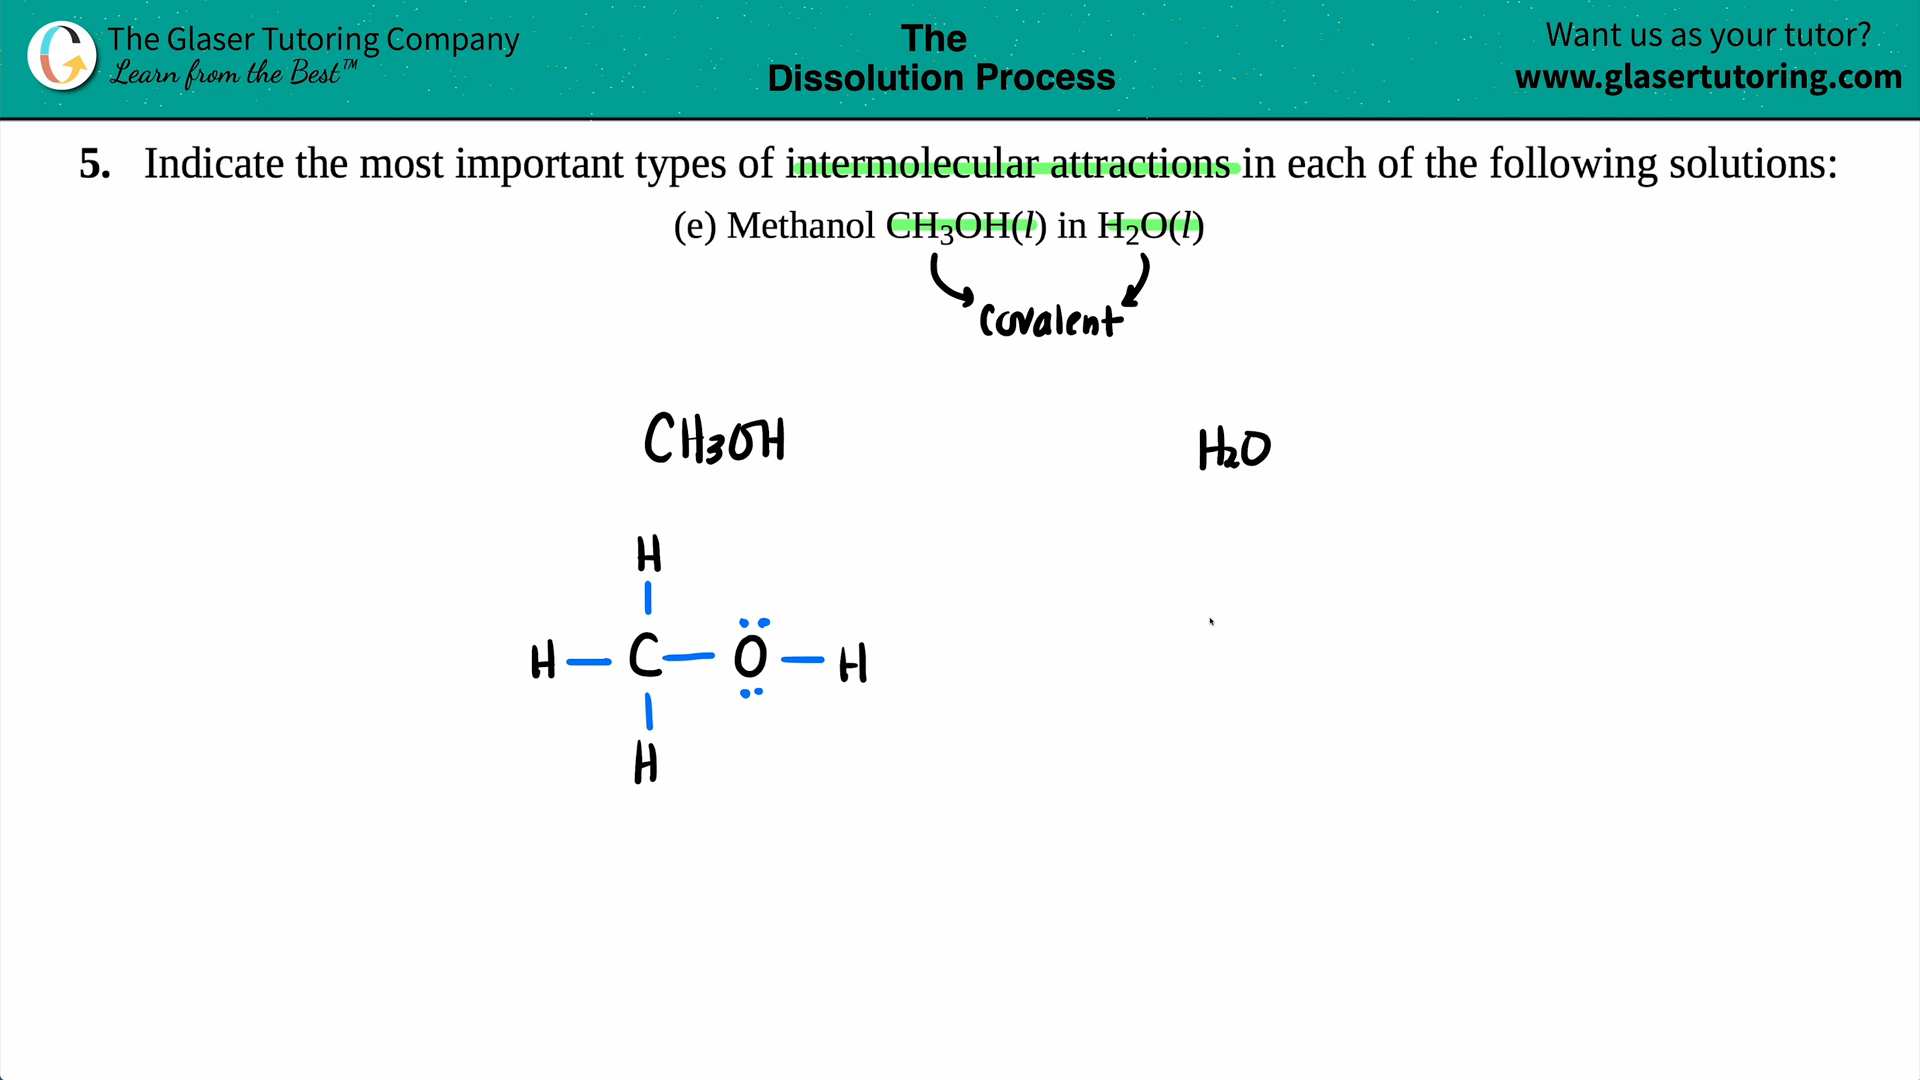 The Glaser Tutoring Company
Learn from the Best™
The
Dissolution Process
Want us as your tutor?
www.glasertutoring.com
5. Indicate the most important types of intermolecular attractions in each of the following solutions:
(e) Methanol CH₃OH(l) in H₂O(l)
Covalent
CH₃OH
H₂O
H
H — C — O — H
H